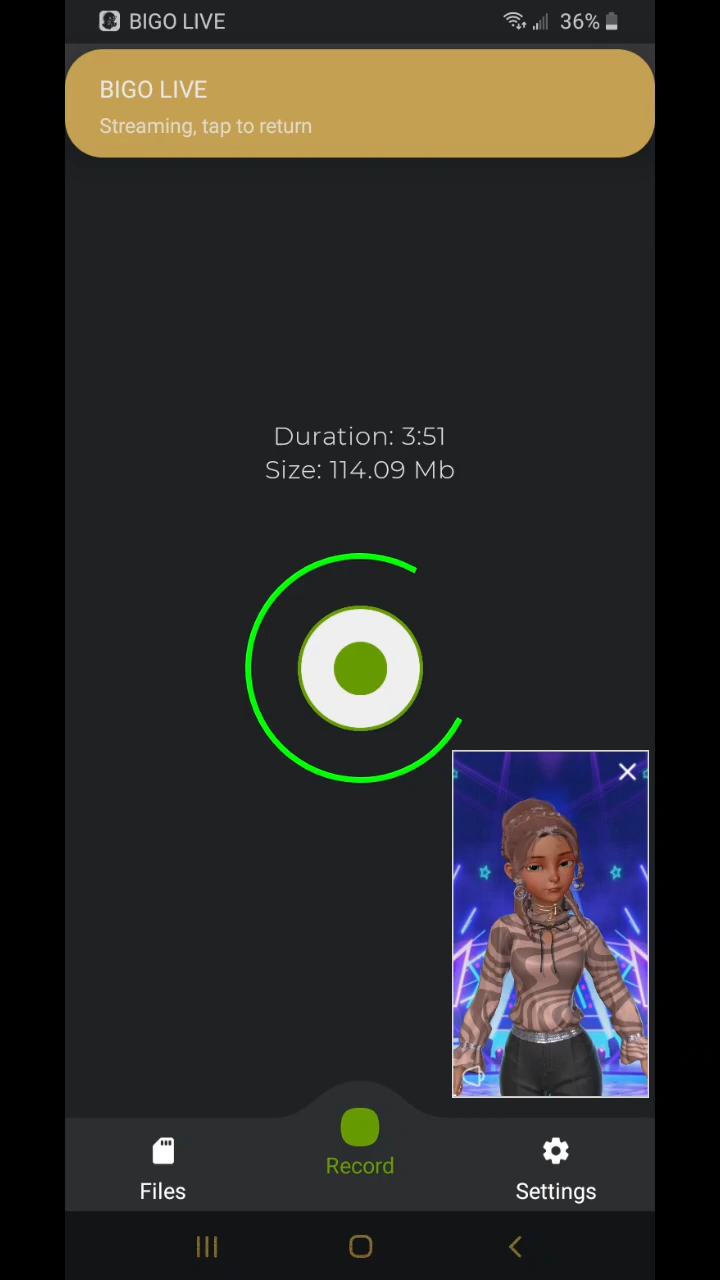 BIGO LIVE 36%
BIGO LIVE
Streaming, tap to return
Duration: 3:51
Size: 114.09 Mb
Record
Files
Settings